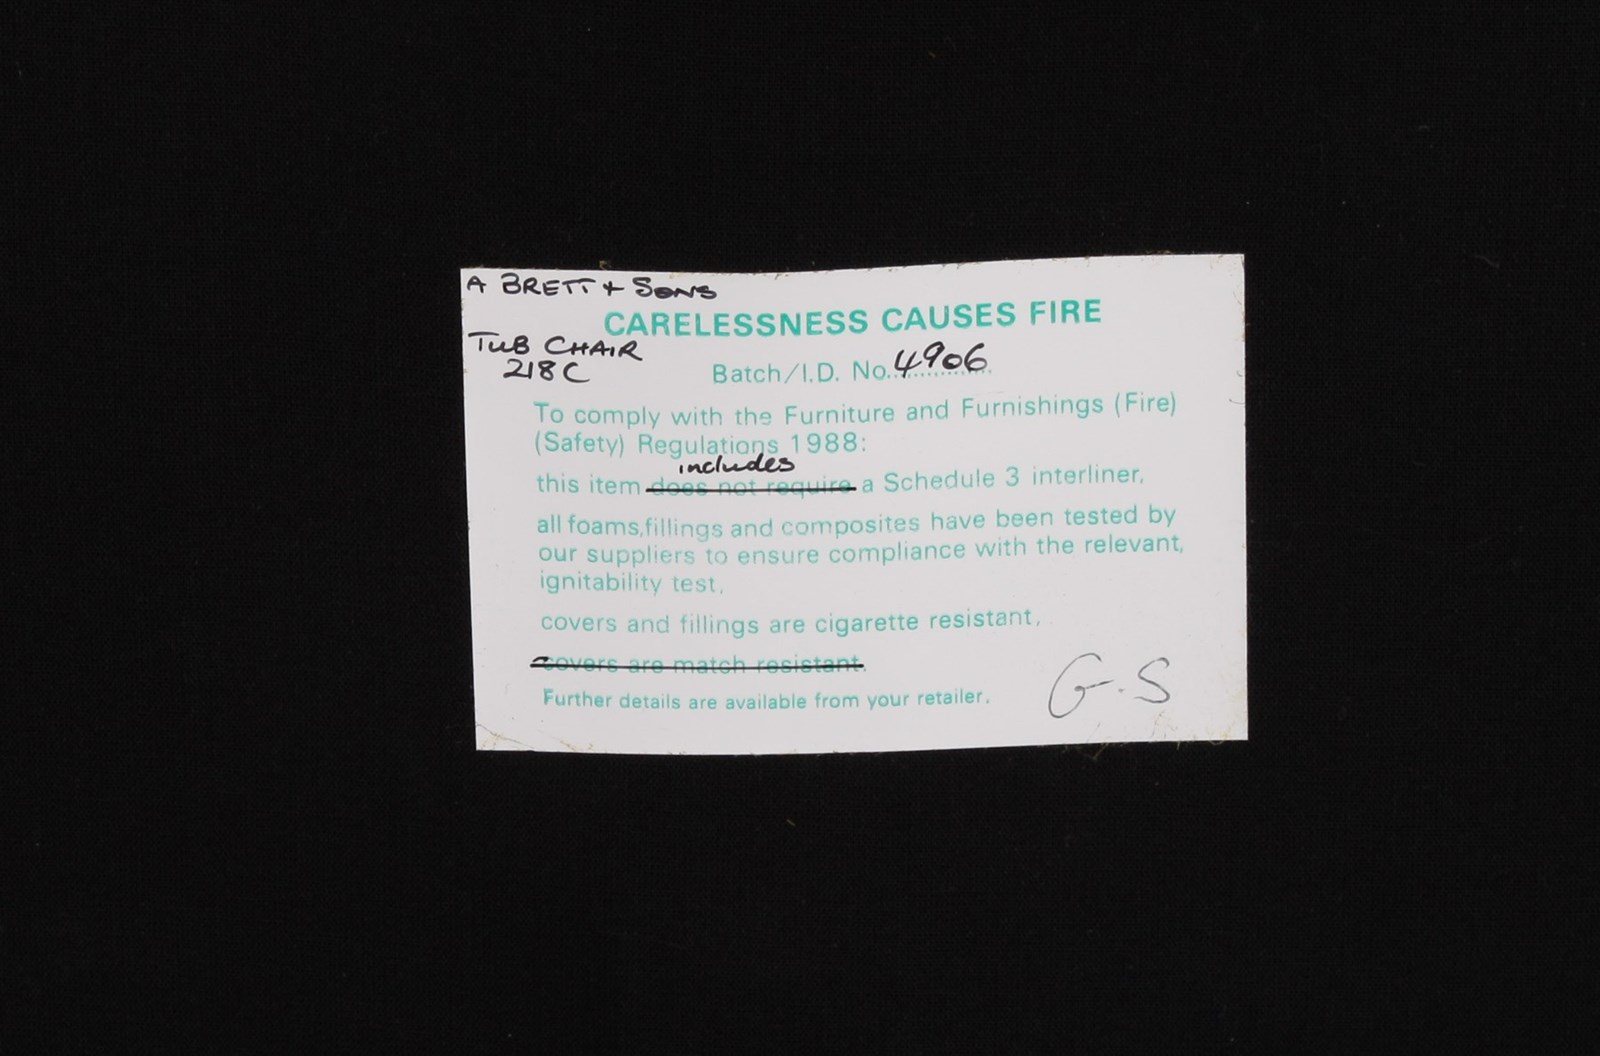 A BRETT + SONS
CARELESSNESS CAUSES FIRE
TUB CHAIR
218C
Batch/I.D. No. 4906
To comply with the Furniture and Furnishings (Fire)
(Safety) Regulations 1988:
includes
this item does not require a Schedule 3 interliner,
all foams, fillings and composites have been tested by
our suppliers to ensure compliance with the relevant,
ignitability test,
covers and fillings are cigarette resistant,
covers are match resistant.
Further details are available from your retailer.
G.S